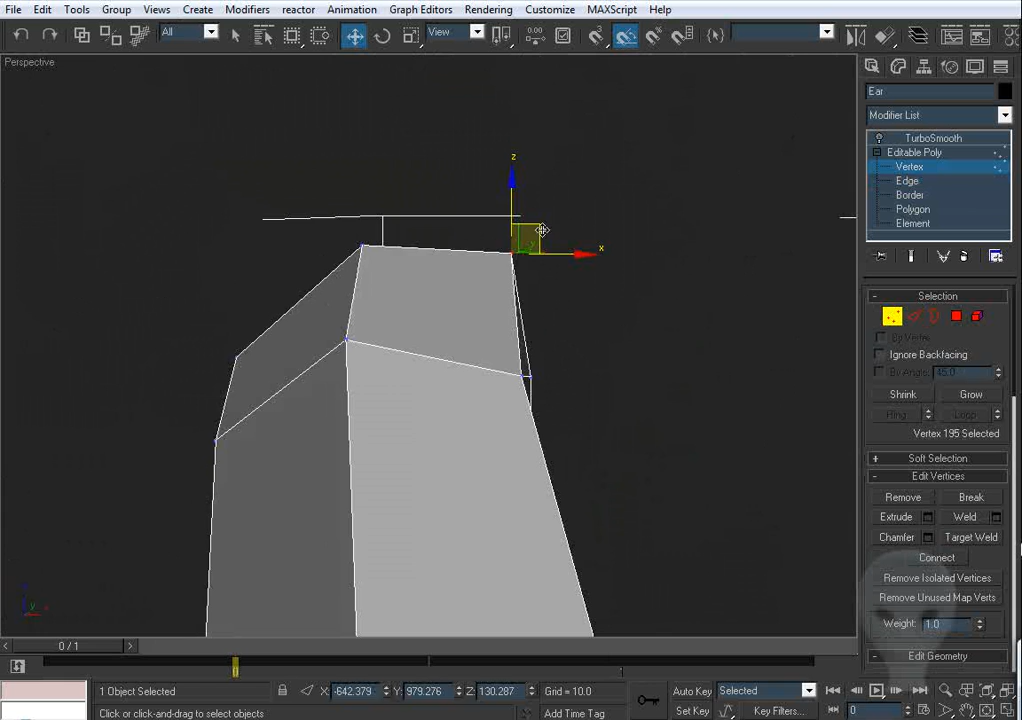 File Edit Tools Group Views Create Modifiers reactor Animation Graph Editors Rendering Customize MAXScript Help
All View
Perspective
z
x
y
Ear
Modifier List
TurboSmooth
Editable Poly
Vertex
Edge
Border
Polygon
Element
- Selection
By Vertex
Ignore Backfacing
By Angle: 45.0
Shrink Grow
Ring Loop
Vertex 195 Selected
+ Soft Selection
- Edit Vertices
Remove Break
Extrude Weld
Chamfer Target Weld
Connect
Remove Isolated Vertices
Remove Unused Map Verts
Weight: 1.0
- Edit Geometry
0 / 1
1 Object Selected X: -642.379 Y: 979.276 Z: 130.287 Grid = 10.0 Auto Key Selected
Click or click-and-drag to select objects Add Time Tag Set Key Key Filters... 0